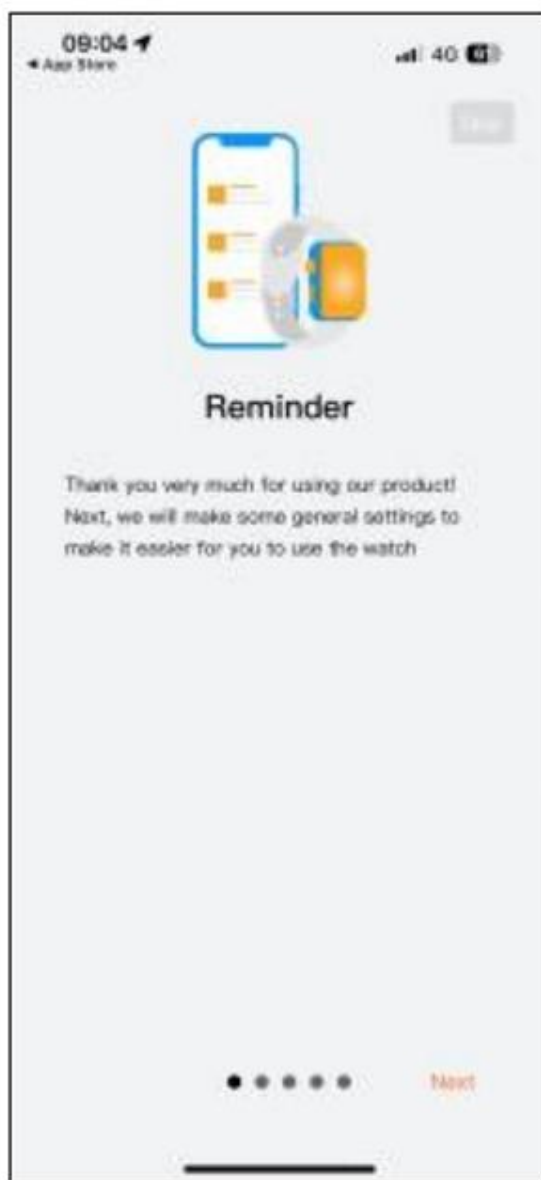 09:04
◀ App Store
4G
Reminder
Thank you very much for using our product!
Next, we will make some general settings to
make it easier for you to use the watch
Next